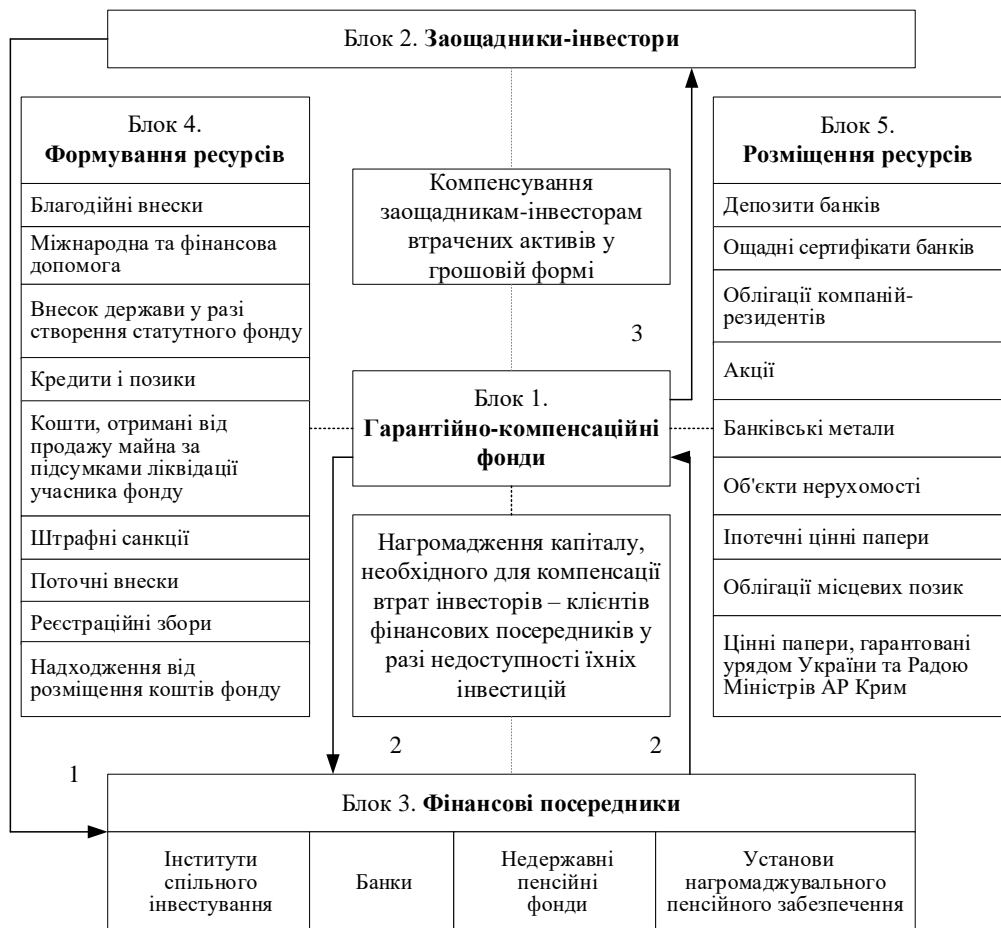 Блок 2. Заощадники-інвестори
Блок 4.
Формування ресурсів
Благодійні внески
Міжнародна та фінансова
допомога
Внесок держави у разі
створення статутного фонду
Кредити і позики
Кошти, отримані від
продажу майна за
підсумками ліквідації
учасника фонду
Штрафні санкції
Поточні внески
Реєстраційні збори
Надходження від
розміщення коштів фонду
Компенсування
заощадникам-інвесторам
втрачених активів у
грошовій формі
3
Блок 1.
Гарантійно-компенсаційні
фонди
Нагромадження капіталу,
необхідного для компенсації
втрат інвесторів – клієнтів
фінансових посередників у
разі недоступності їхніх
інвестицій
Блок 5.
Розміщення ресурсів
Депозити банків
Ощадні сертифікати банків
Облігації компаній-
резидентів
Акції
Банківські метали
Об'єкти нерухомості
Іпотечні цінні папери
Облігації місцевих позик
Цінні папери, гарантовані
урядом України та Радою
Міністрів АР Крим
1
2
2
Блок 3. Фінансові посередники
Інститути
спільного
інвестування
Банки
Недержавні
пенсійні
фонди
Установи
нагромаджувального
пенсійного забезпечення